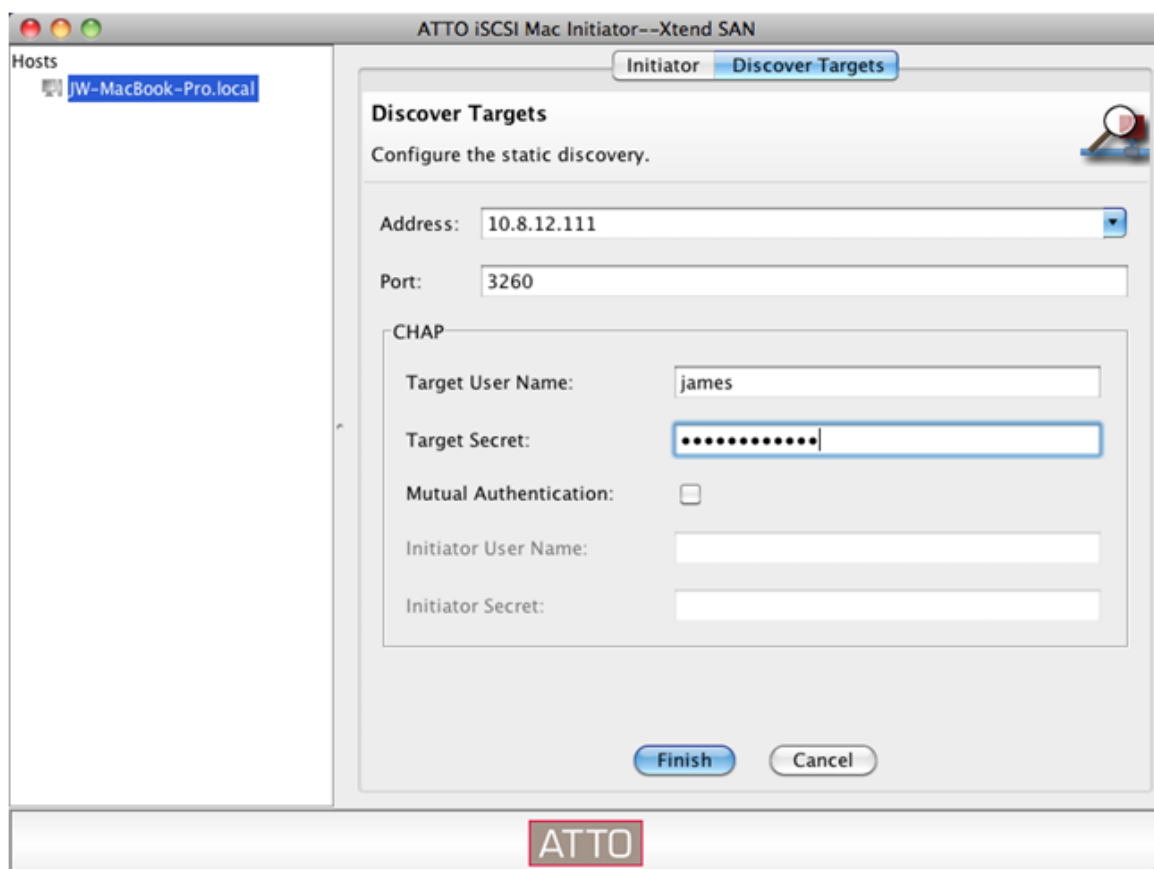 ATTO iSCSI Mac Initiator--Xtend SAN
Hosts
JW-MacBook-Pro.local
Initiator
Discover Targets
Discover Targets
Configure the static discovery.
Address: 10.8.12.111
Port: 3260
CHAP
Target User Name: james
Target Secret: ••••••••••••
Mutual Authentication:
Initiator User Name:
Initiator Secret:
Finish
Cancel
ATTO